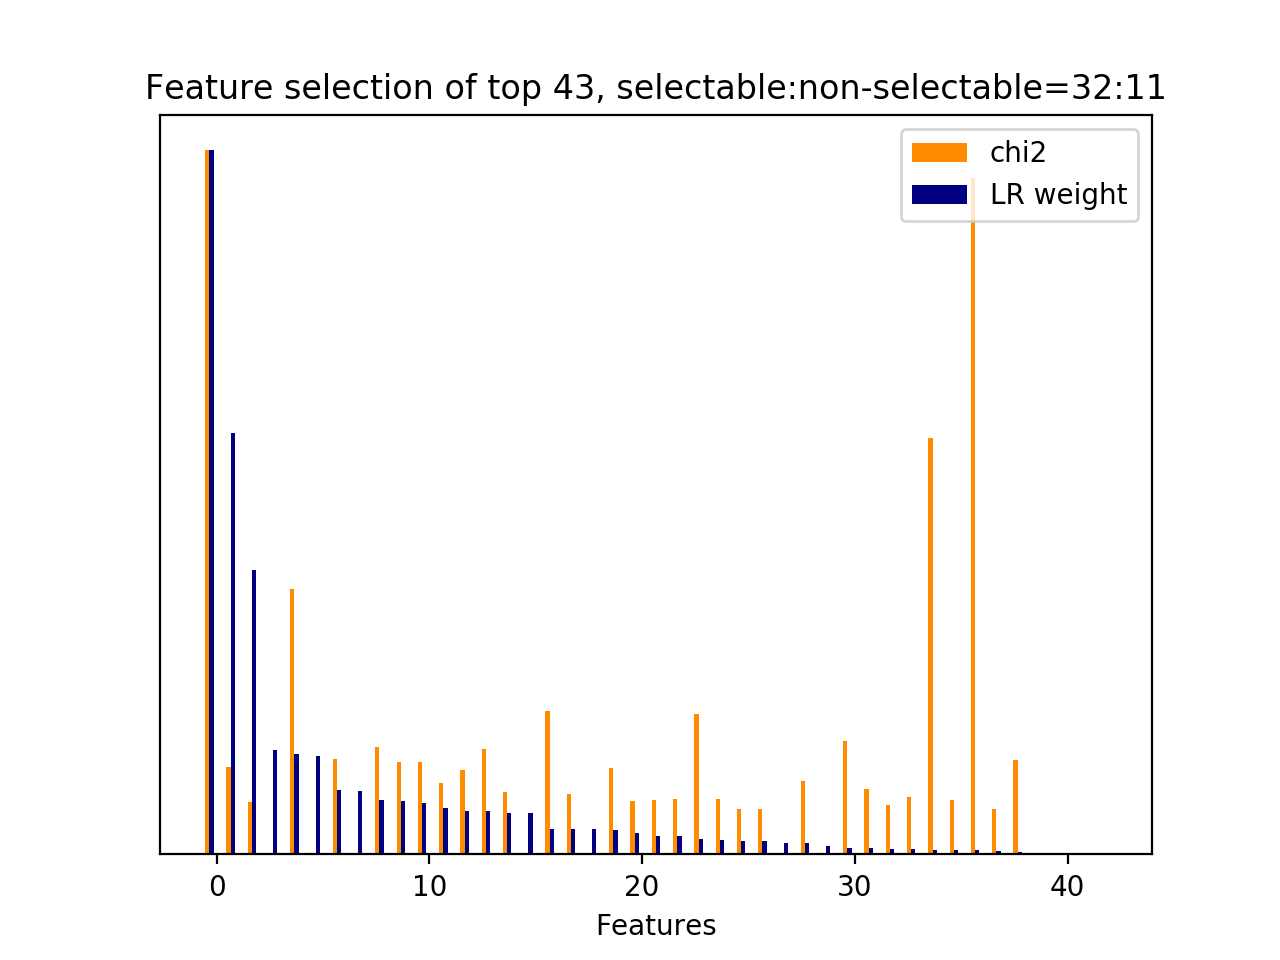 Feature selection of top 43, selectable:non-selectable=32:11
chi2
LR weight
0 10 20 30 40
Features